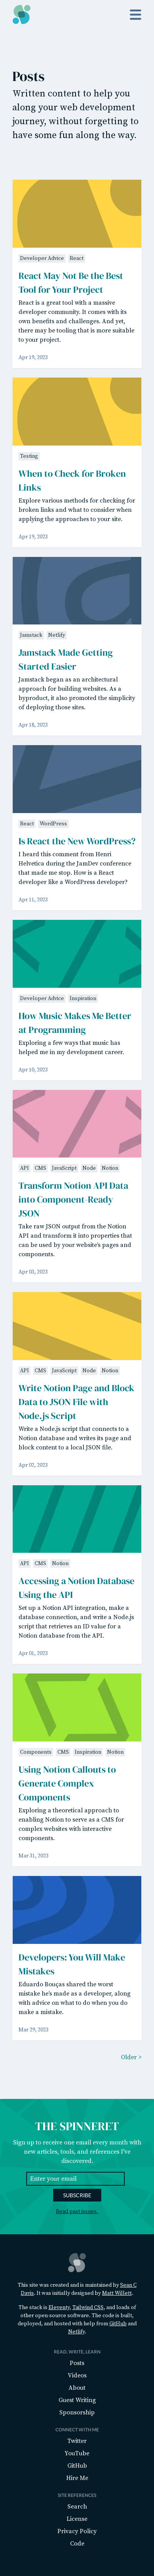 Posts
Written content to help you
along your web development
journey, without forgetting to
have some fun along the way.
Developer Advice React
React May Not Be the Best
Tool for Your Project
React is a great tool with a massive
developer community. It comes with its
own benefits and challenges. And yet,
there may be tooling that is more suitable
to your project.
Apr 19, 2023
Testing
When to Check for Broken
Links
Explore various methods for checking for
broken links and what to consider when
applying the approaches to your site.
Apr 19, 2023
Jamstack Netlify
Jamstack Made Getting
Started Easier
Jamstack began as an architectural
approach for building websites. As a
byproduct, it also promoted the simplicity
of deploying those sites.
Apr 18, 2023
React WordPress
Is React the New WordPress?
I heard this comment from Henri
Helvetica during the JamDev conference
that made me stop. How is a React
developer like a WordPress developer?
Apr 11, 2023
Developer Advice Inspiration
How Music Makes Me Better
at Programming
Exploring a few ways that music has
helped me in my development career.
Apr 10, 2023
API CMS JavaScript Node Notion
Transform Notion API Data
into Component-Ready
JSON
Take raw JSON output from the Notion
API and transform it into properties that
can be used by your website's pages and
components.
Apr 03, 2023
API CMS JavaScript Node Notion
Write Notion Page and Block
Data to JSON File with
Node.js Script
Write a Node.js script that connects to a
Notion database and writes its page and
block content to a local JSON file.
Apr 02, 2023
API CMS Notion
Accessing a Notion Database
Using the API
Set up a Notion API integration, make a
database connection, and write a Node.js
script that retrieves an ID value for a
Notion database from the API.
Apr 01, 2023
Components CMS Inspiration Notion
Using Notion Callouts to
Generate Complex
Components
Exploring a theoretical approach to
enabling Notion to serve as a CMS for
complex websites with interactive
components.
Mar 31, 2023
Developers: You Will Make
Mistakes
Eduardo Bouças shared the worst
mistake he's made as a developer, along
with advice on what to do when you do
make a mistake.
Mar 29, 2023
Older >
THE SPINNERET
Sign up to receive one email every month with
new articles, tools, and references I've
discovered.
Enter your email
SUBSCRIBE
Read past issues.
This site was created and is maintained by Sean C
Davis. It was initially designed by Matt Willett.
The stack is Eleventy, Tailwind CSS, and loads of
other open source software. The code is built,
deployed, and hosted with help from GitHub and
Netlify.
READ, WRITE, LEARN
Posts
Videos
About
Guest Writing
Sponsorship
CONNECT WITH ME
Twitter
YouTube
GitHub
Hire Me
SITE REFERENCES
Search
License
Privacy Policy
Code